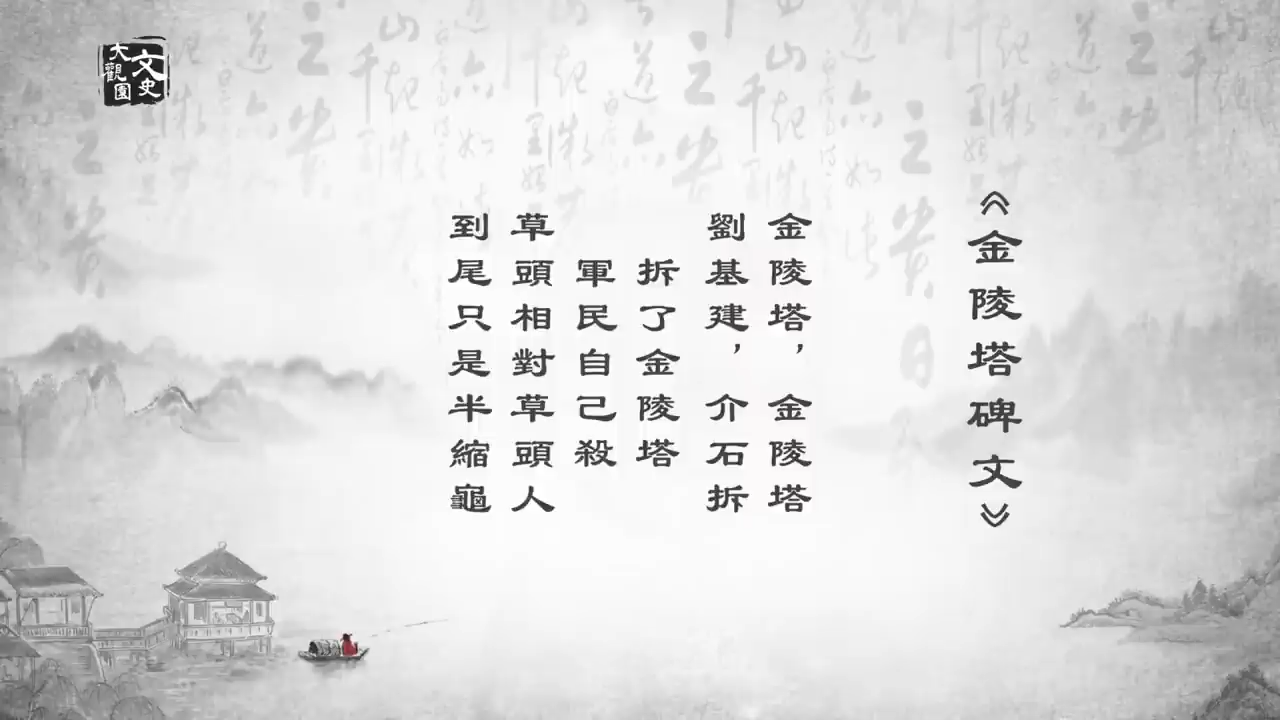 《金陵塔碑文》
金陵塔，金陵塔
劉基建，介石拆
拆了金陵塔
軍民自己殺
草頭相對草頭人
到尾只是半縮龜
文史
大觀園